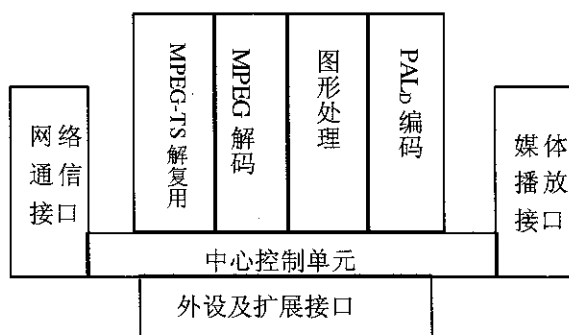 MPEG-TS 解复用
MPEG 解码
图形处理
PALD 编码
网络
通信
接口
媒体
播放
接口
中心控制单元
外设及扩展接口